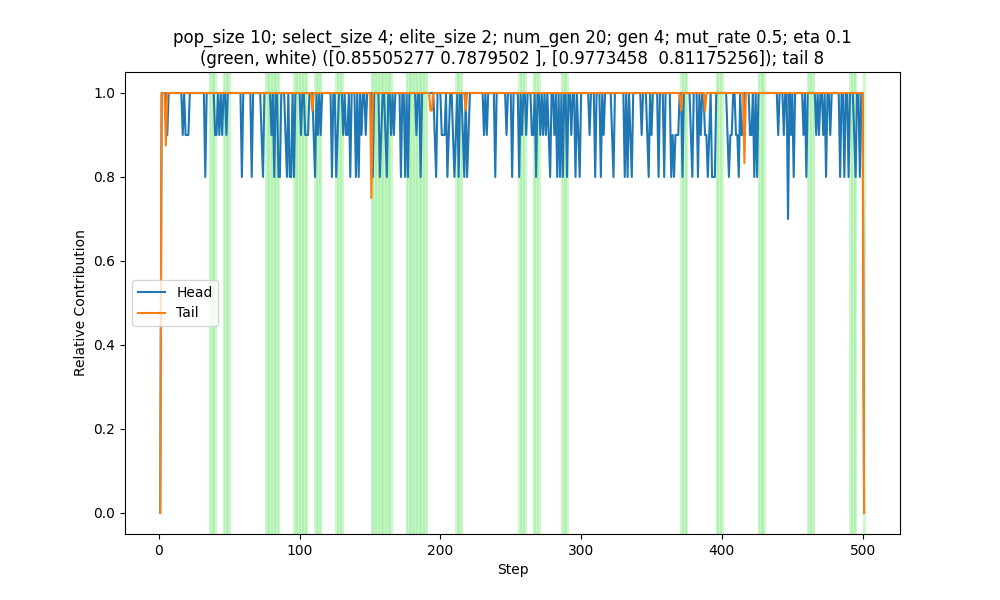 pop_size 10; select_size 4; elite_size 2; num_gen 20; gen 4; mut_rate 0.5; eta 0.1
(green, white) ([0.85505277 0.7879502 ], [0.9773458  0.81175256]); tail 8
1.0
0.8
0.6
0.4
0.2
0.0
Relative Contribution
Head
Tail
0
100
200
300
400
500
Step